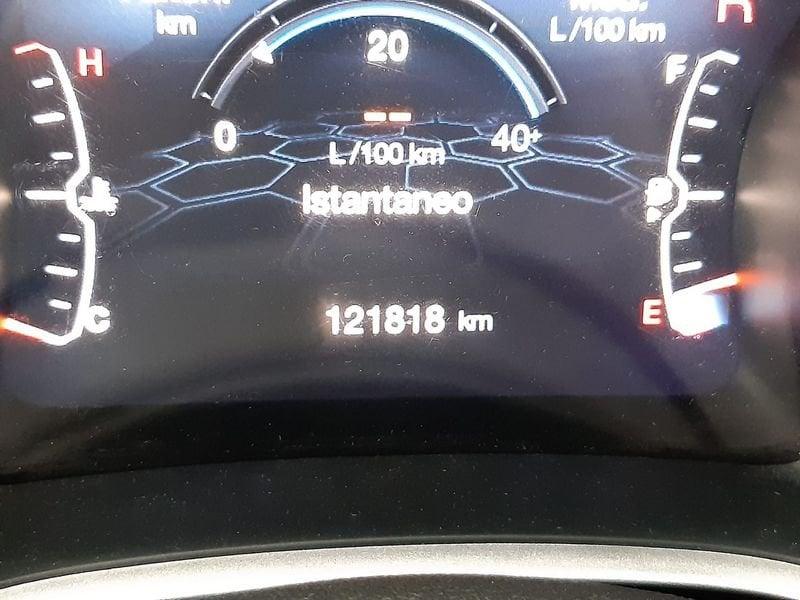 km
L/100 km
H
20
F
--
0
40+
L/100 km
Istantaneo
121818 km
C
E